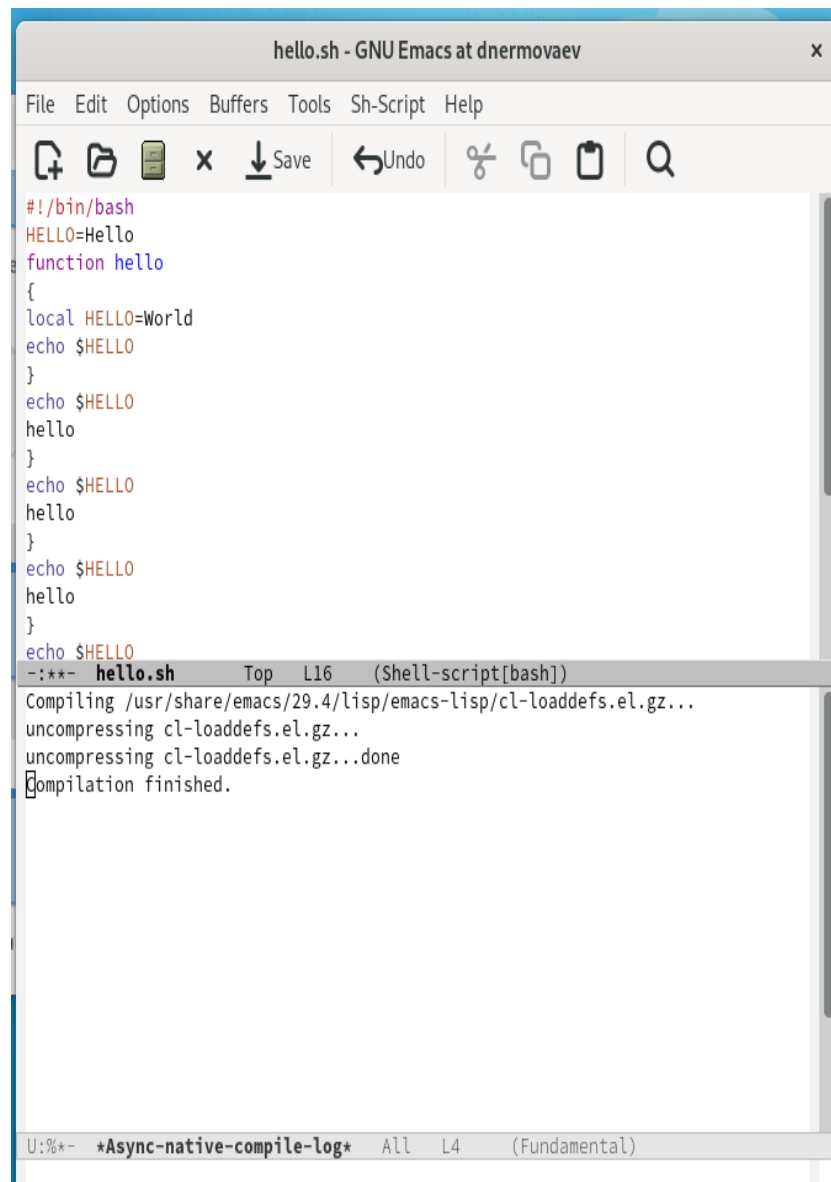 hello.sh - GNU Emacs at dnermovaev ×
File Edit Options Buffers Tools Sh-Script Help
Save Undo
#!/bin/bash
HELLO=Hello
function hello
{
local HELLO=World
echo $HELLO
}
echo $HELLO
hello
}
echo $HELLO
hello
}
echo $HELLO
hello
}
echo $HELLO
-:**- hello.sh Top L16 (Shell-script[bash])
Compiling /usr/share/emacs/29.4/lisp/emacs-lisp/cl-loaddefs.el.gz...
uncompressing cl-loaddefs.el.gz...
uncompressing cl-loaddefs.el.gz...done
Compilation finished.
U:%*- *Async-native-compile-log* All L4 (Fundamental)